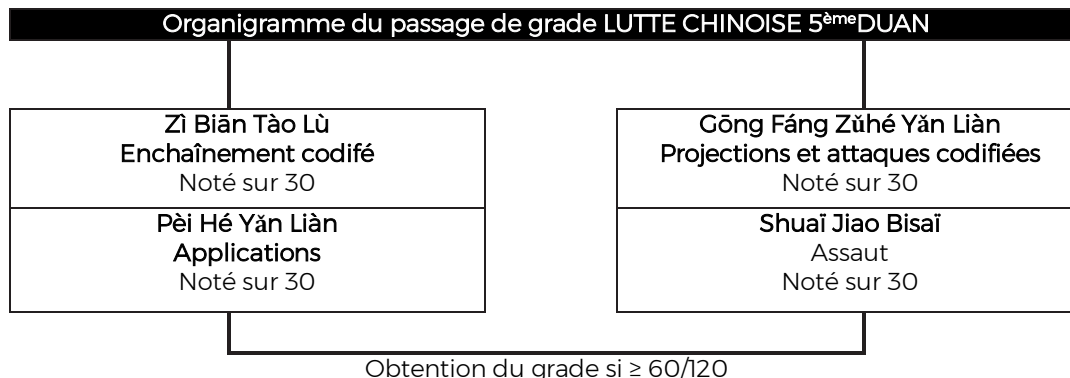 Organigramme du passage de grade LUTTE CHINOISE 5èmeDUAN
Zì Biān Tào Lù
Enchaînement codifé
Noté sur 30
Pèi Hé Yǎn Liàn
Applications
Noté sur 30
Gōng Fáng Zǔhé Yǎn Liàn
Projections et attaques codifiées
Noté sur 30
Shuaï Jiao Bisaï
Assaut
Noté sur 30
Obtention du grade si ≥ 60/120